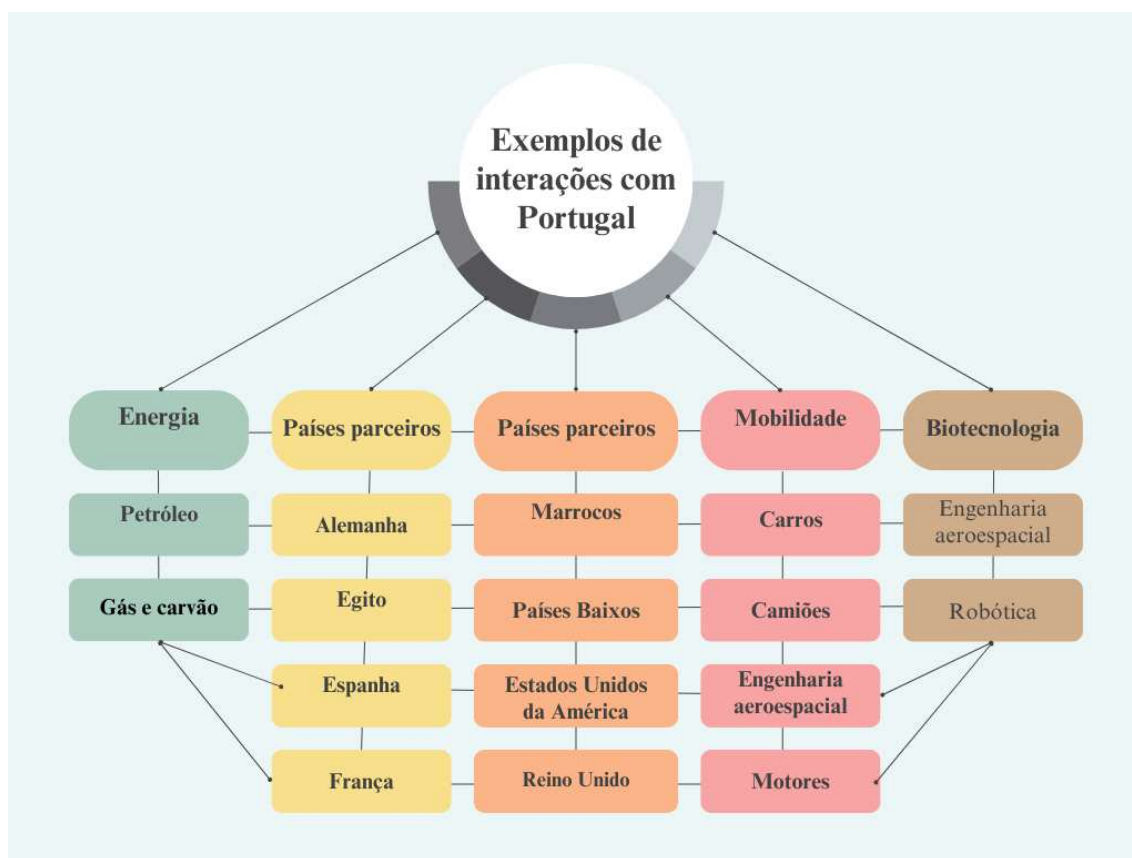 Exemplos de
interações com
Portugal
Energia
Países parceiros
Países parceiros
Mobilidade
Biotecnologia
Petróleo
Alemanha
Marrocos
Carros
Engenharia
aeroespacial
Gás e carvão
Egito
Países Baixos
Camiões
Robótica
Espanha
Estados Unidos
da América
Engenharia
aeroespacial
França
Reino Unido
Motores